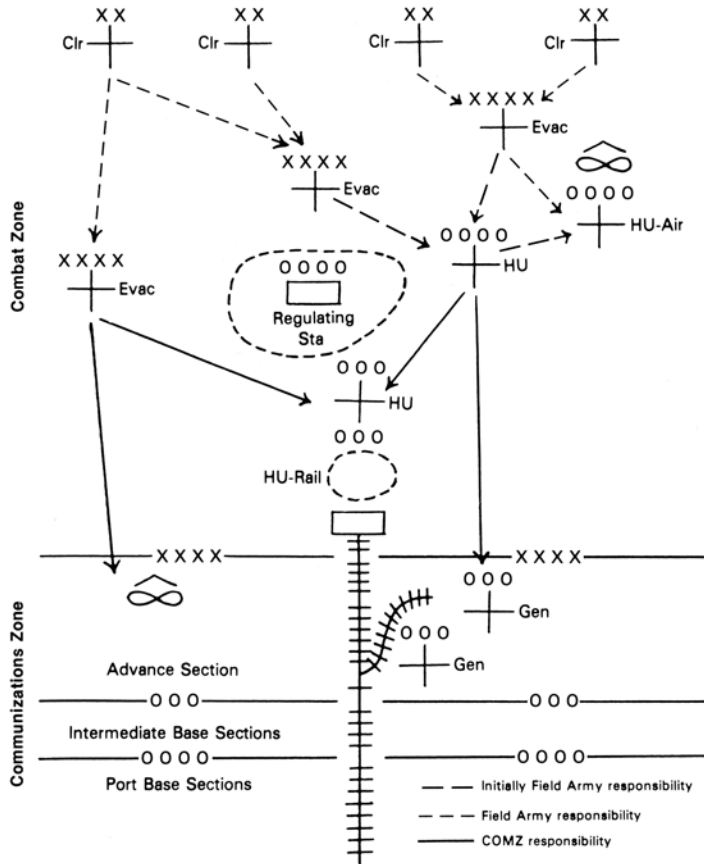 XX
XX
XX
XX
Clr
Clr
Clr
Clr
XXXX
Evac
XXXX
Evac
OOOO
HU-Air
OOOO
HU
XXXX
Evac
OOOO
Regulating
Sta
OOO
HU
OOO
HU-Rail
Combat Zone
XXXX
XXXX
OOO
Gen
OOO
Gen
Advance Section
OOO
OOO
Intermediate Base Sections
OOOO
OOOO
Port Base Sections
Communizations Zone
Initially Field Army responsibility
Field Army responsibility
COMZ responsibility